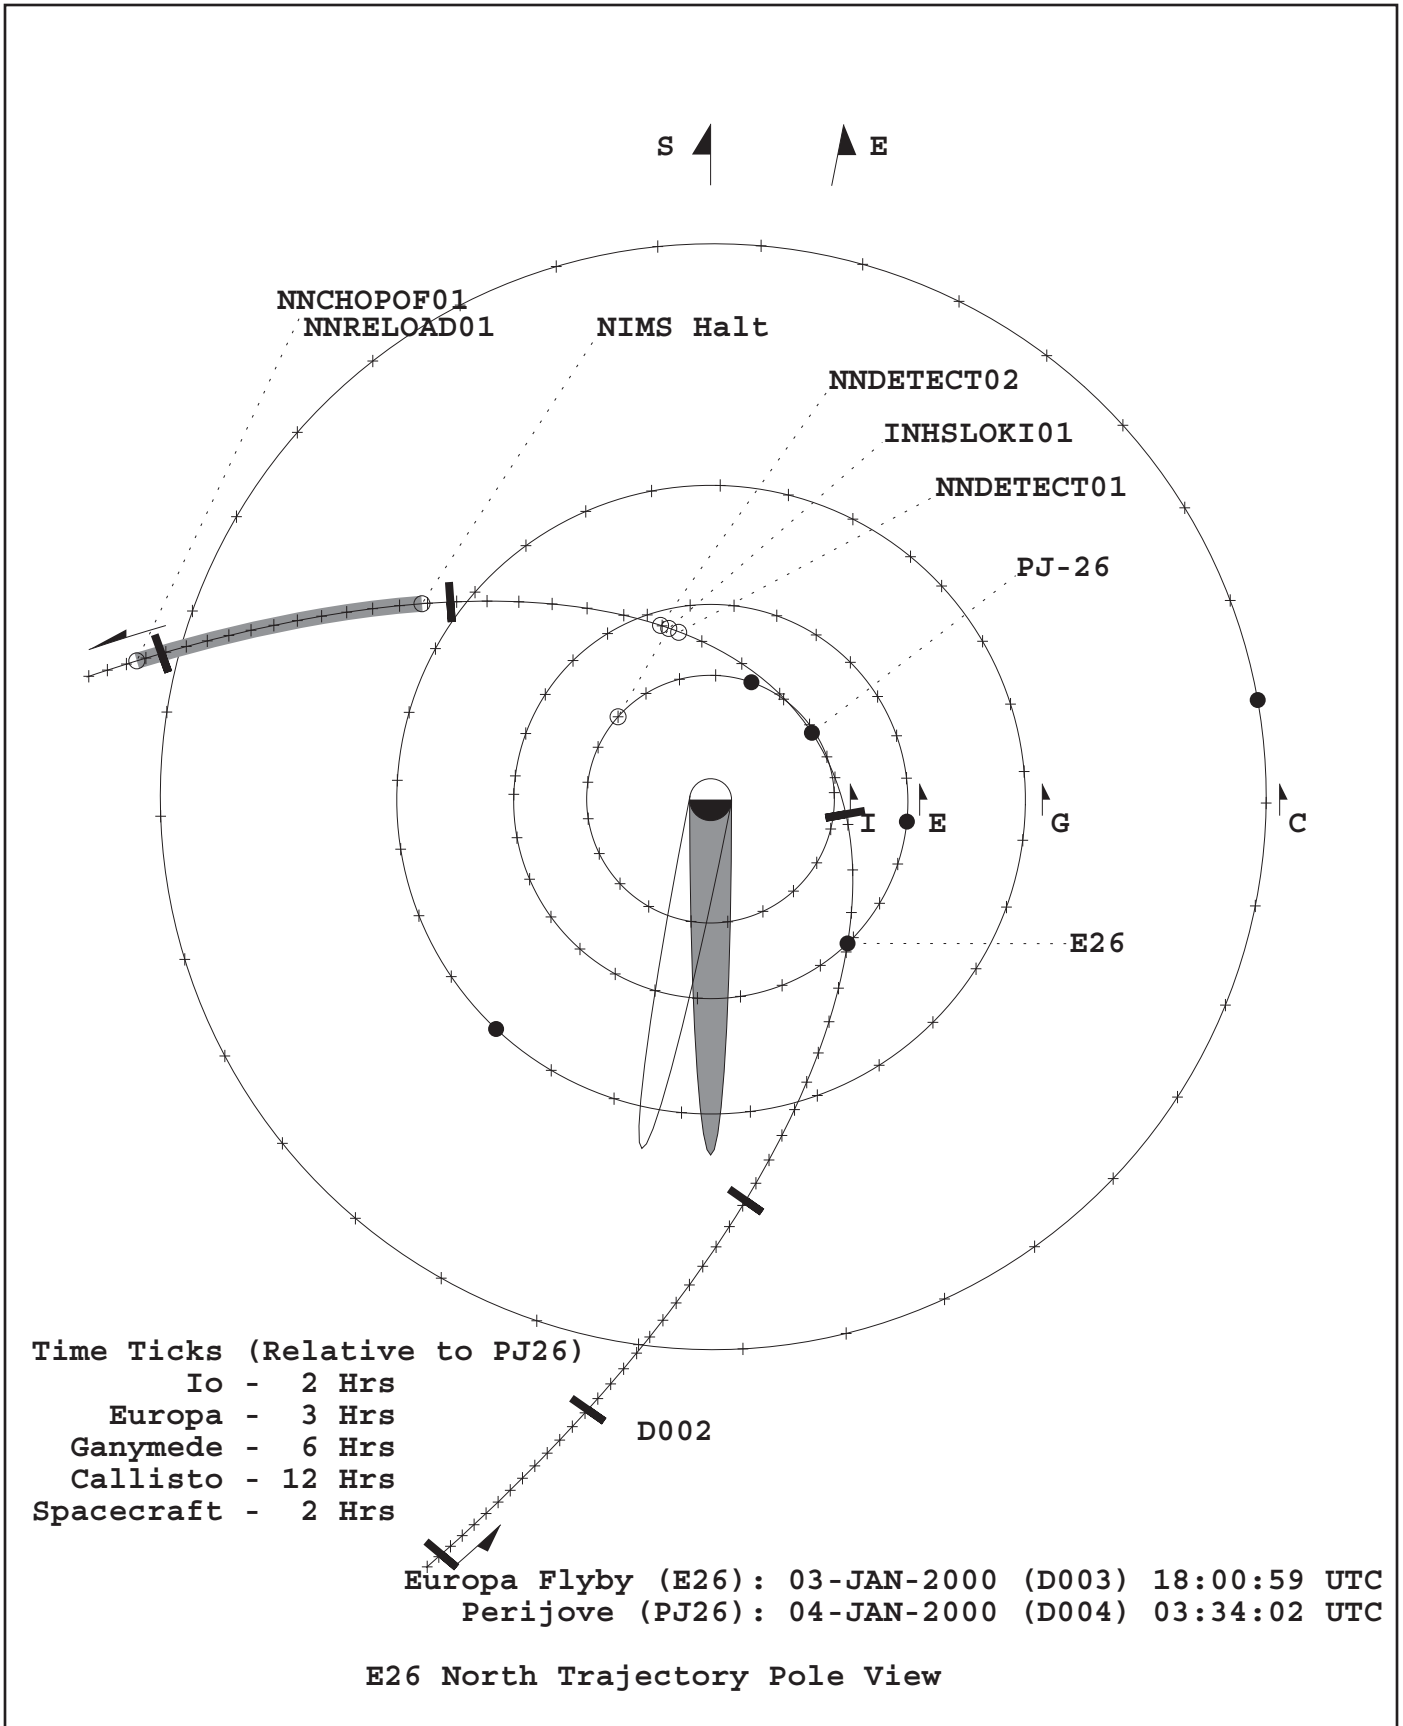 S E
NNCHOPOF01
NNRELOAD01 NIMS Halt
NNDETECT02
INHSLOKI01
NNDETECT01
PJ-26
I E G C
E26
Time Ticks (Relative to PJ26)
Io - 2 Hrs
Europa - 3 Hrs
Ganymede - 6 Hrs
Callisto - 12 Hrs
Spacecraft - 2 Hrs
D002
Europa Flyby (E26): 03-JAN-2000 (D003) 18:00:59 UTC
Perijove (PJ26): 04-JAN-2000 (D004) 03:34:02 UTC
E26 North Trajectory Pole View